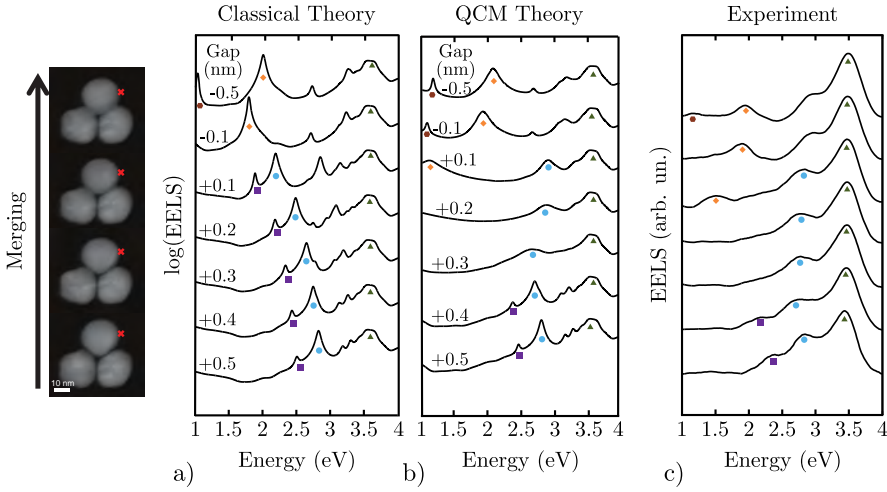 Classical Theory
QCM Theory
Experiment
Merging
10 nm
log(EELS)
Gap
(nm)
-0.5
-0.1
+0.1
+0.2
+0.3
+0.4
+0.5
1 1.5 2 2.5 3 3.5 4
Energy (eV)
a)
Gap
(nm)
-0.5
-0.1
+0.1
+0.2
+0.3
+0.4
+0.5
1 1.5 2 2.5 3 3.5 4
Energy (eV)
b)
EELS (arb. un.)
1 1.5 2 2.5 3 3.5 4
Energy (eV)
c)